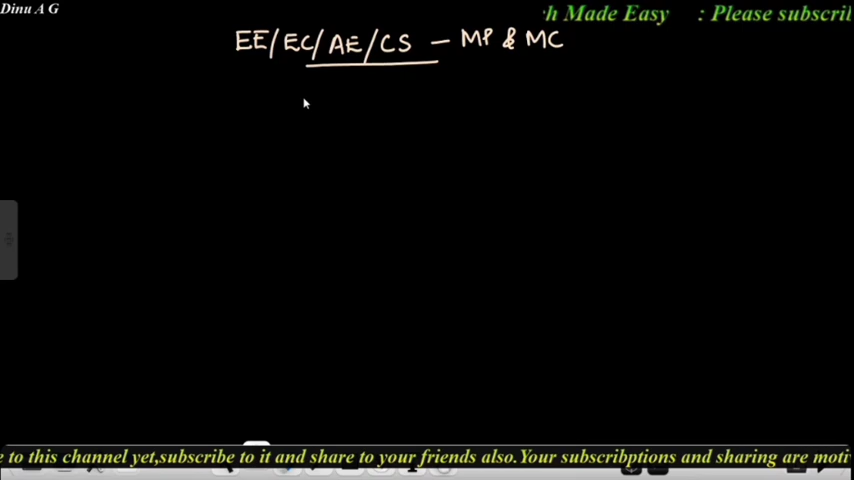 Dinu A G
h Made Easy : Please subscri
EE/EC/AE/CS - MP & MC
e to this channel yet,subscribe to it and share to your friends also.Your subscribptions and sharing are moti